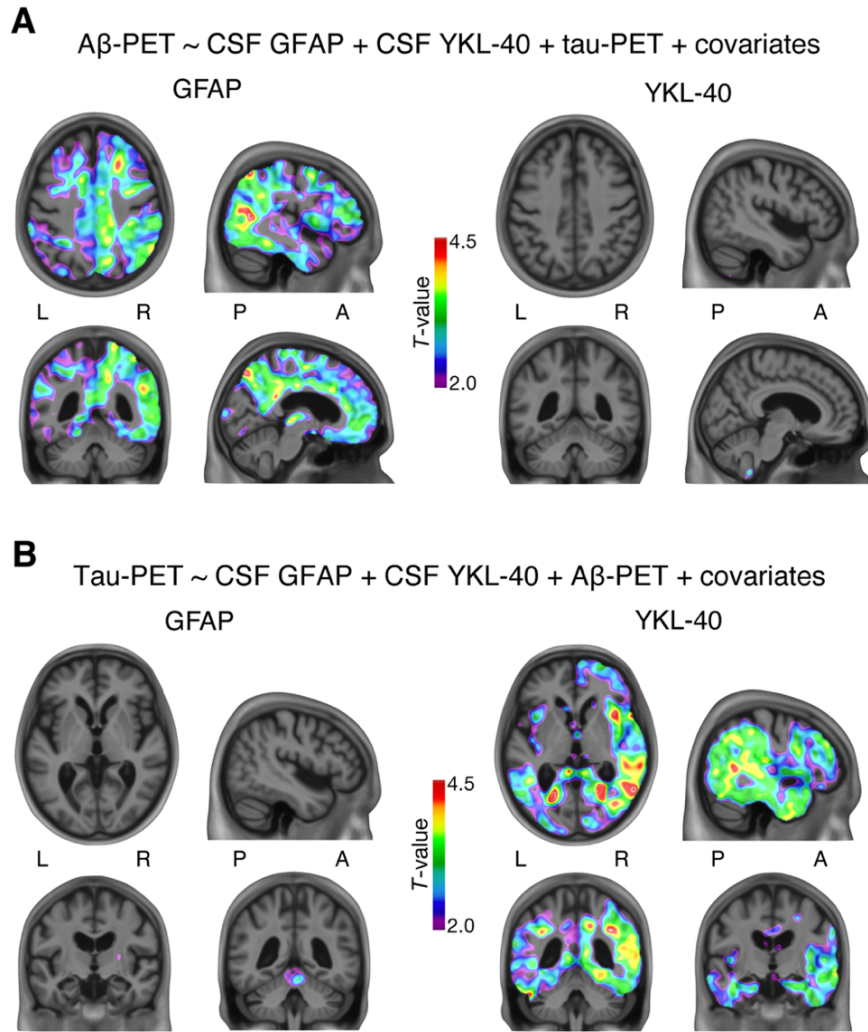 A
Aβ-PET ~ CSF GFAP + CSF YKL-40 + tau-PET + covariates
GFAP
YKL-40
4.5
T-value
2.0
L R P A
L R P A
B
Tau-PET ~ CSF GFAP + CSF YKL-40 + Aβ-PET + covariates
GFAP
YKL-40
4.5
T-value
2.0
L R P A
L R P A